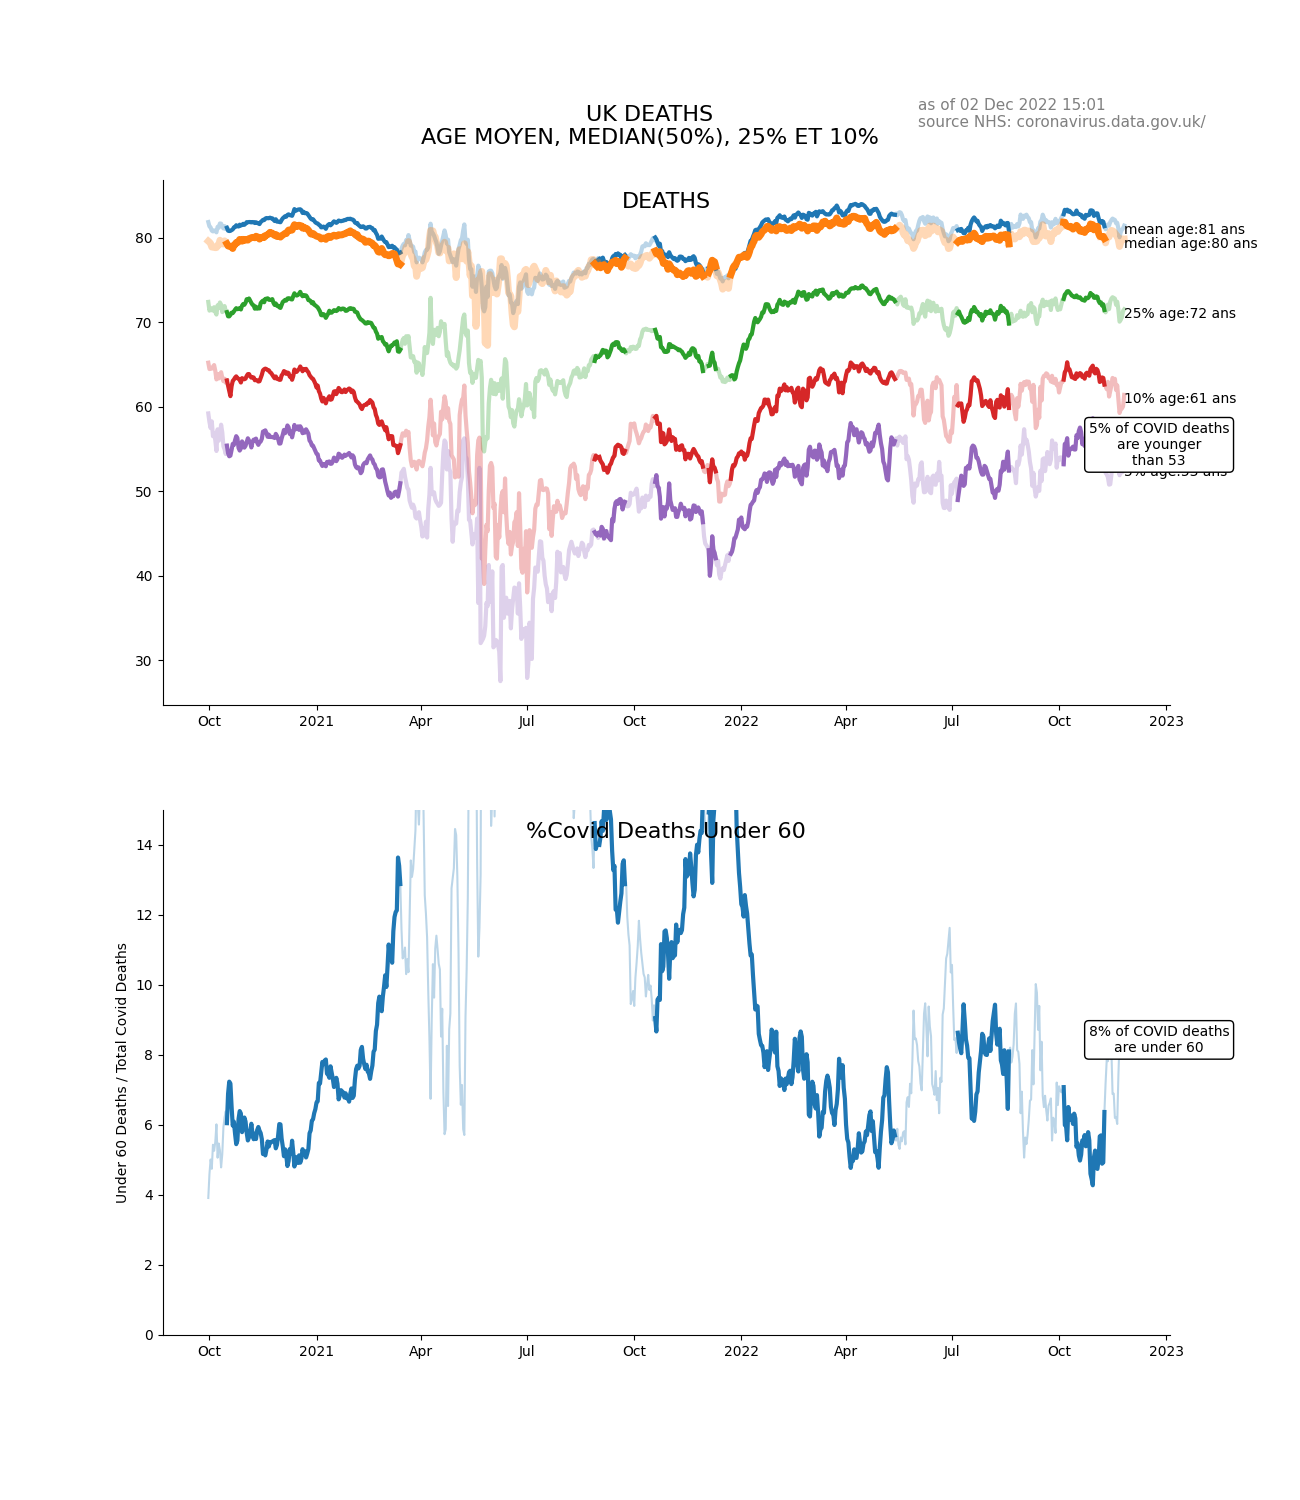 as of 02 Dec 2022 15:01
source NHS: coronavirus.data.gov.uk/
UK DEATHS
AGE MOYEN, MEDIAN(50%), 25% ET 10%
DEATHS
80
70
60
50
40
30
mean age:81 ans
median age:80 ans
25% age:72 ans
10% age:61 ans
5% of COVID deaths
are younger
than 53
Oct
2021
Apr
Jul
Oct
2022
Apr
Jul
Oct
2023
%Covid Deaths Under 60
Under 60 Deaths / Total Covid Deaths
14
12
10
8
6
4
2
0
8% of COVID deaths
are under 60
Oct
2021
Apr
Jul
Oct
2022
Apr
Jul
Oct
2023